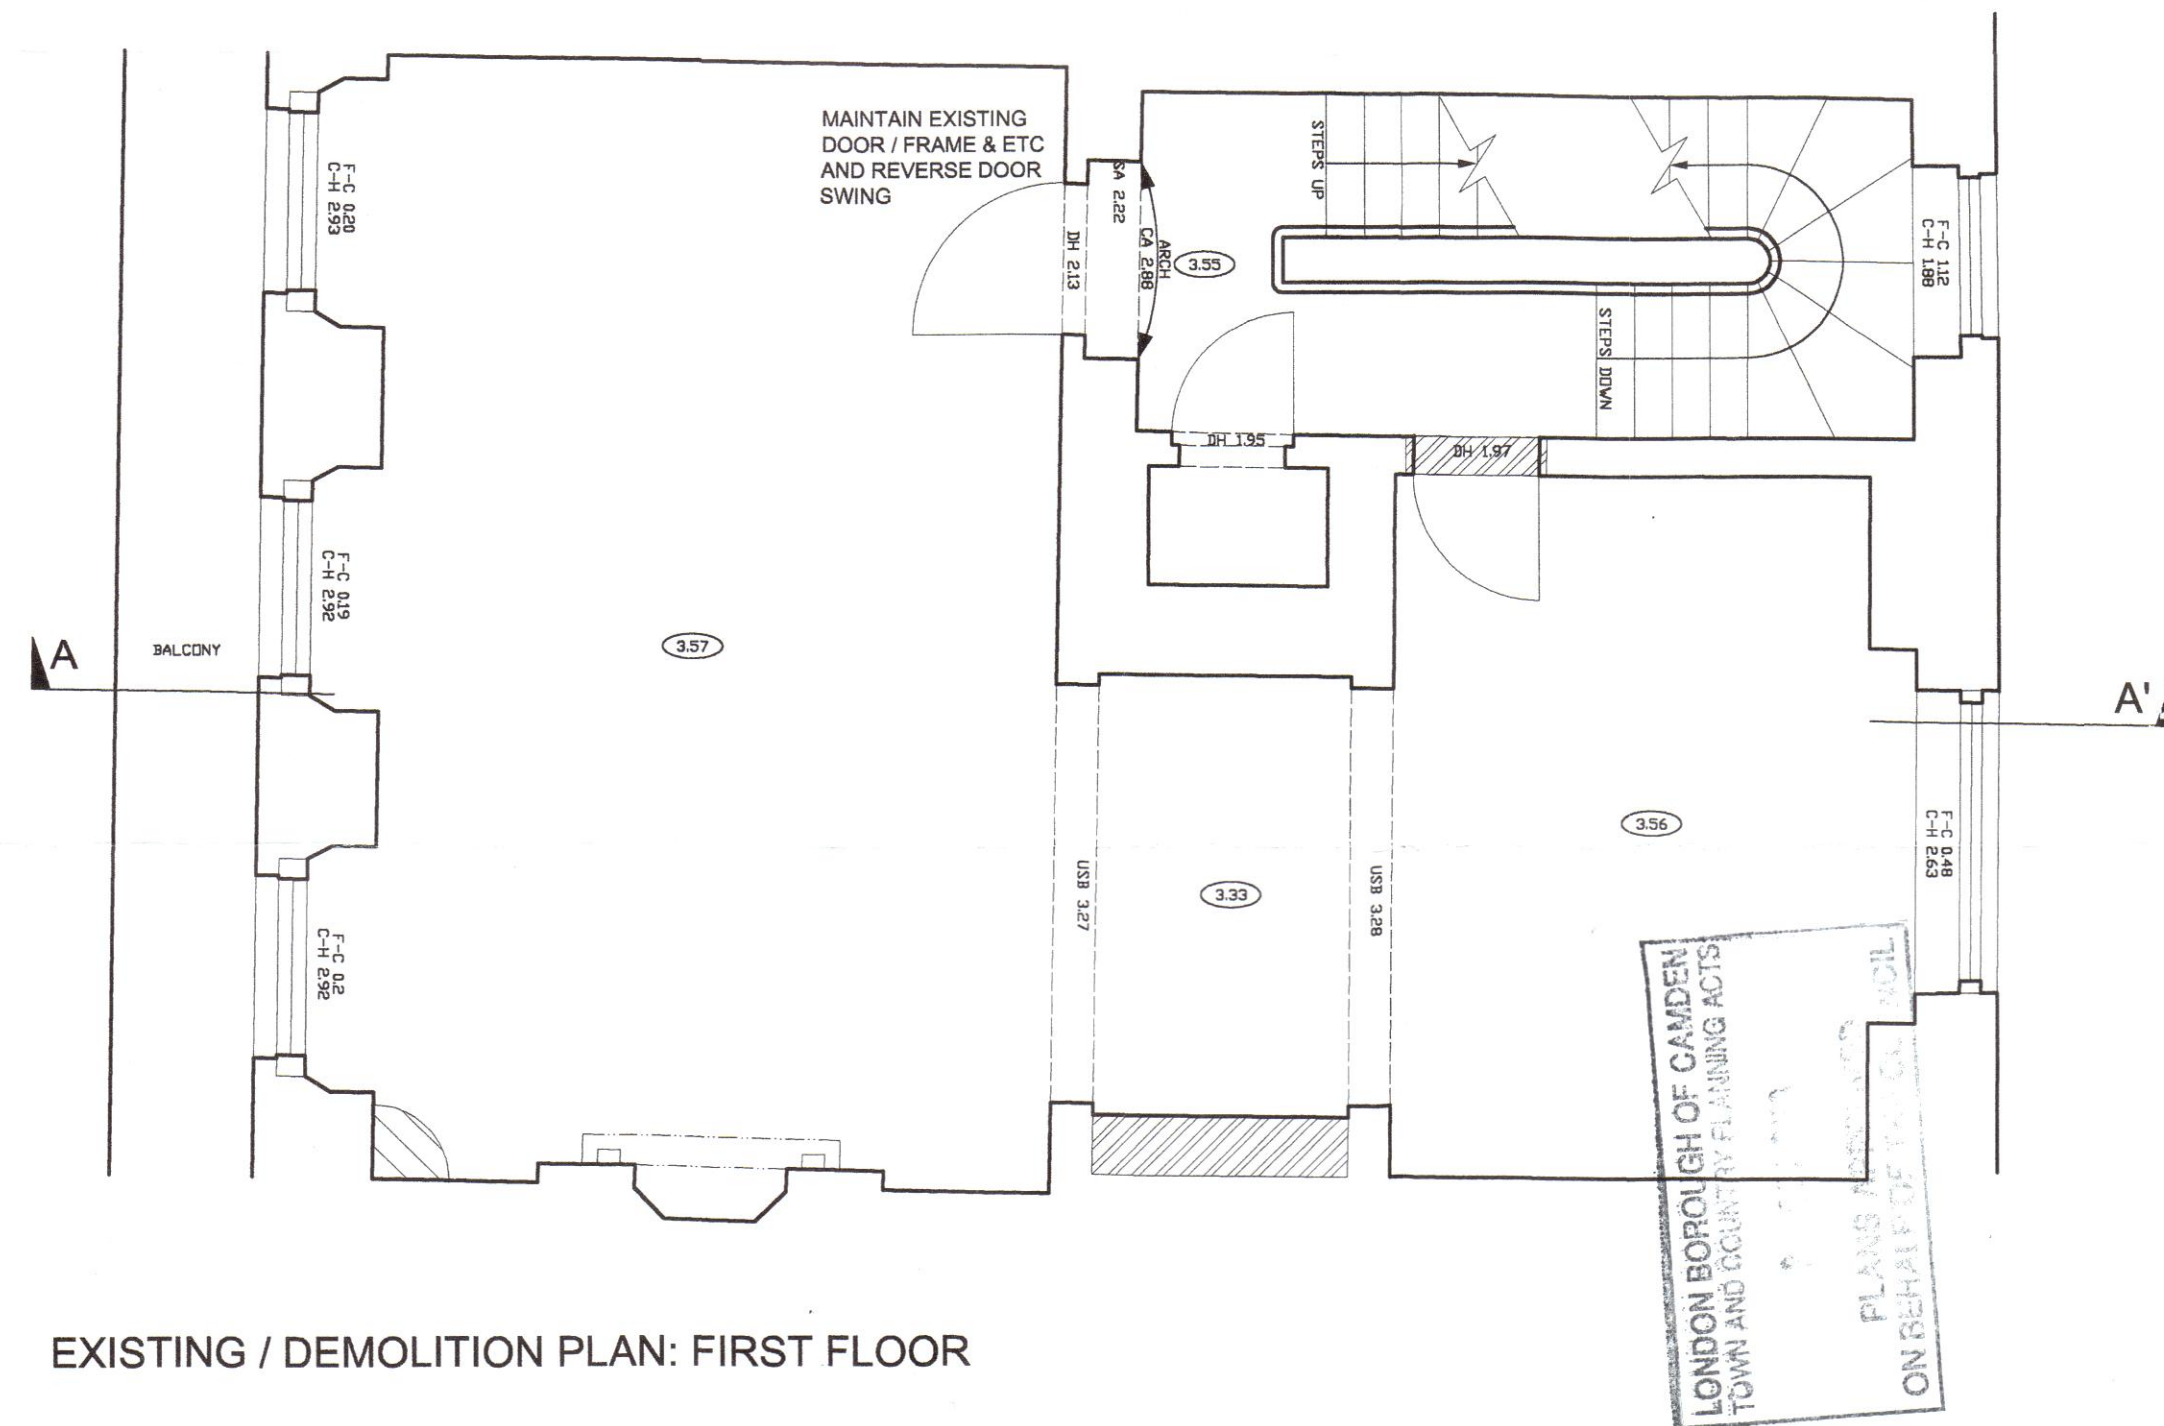 MAINTAIN EXISTING
DOOR / FRAME & ETC
AND REVERSE DOOR
SWING
F-C 0.20
C-H 2.93
SA 2.22
DH 2.13
CA 2.88
ARCH
3.55
STEPS UP
STEPS DOWN
F-C 1.12
C-H 1.88
DH 1.95
DH 1.97
F-C 0.19
C-H 2.92
A
BALCONY
3.57
A'
F-C 0.2
C-H 2.92
USB 3.27
3.33
USB 3.28
3.56
F-C 0.48
C-H 2.63
LONDON BOROUGH OF CAMDEN
TOWN AND COUNTRY PLANNING ACTS
PLANS
ON BEHALF OF
EXISTING / DEMOLITION PLAN: FIRST FLOOR